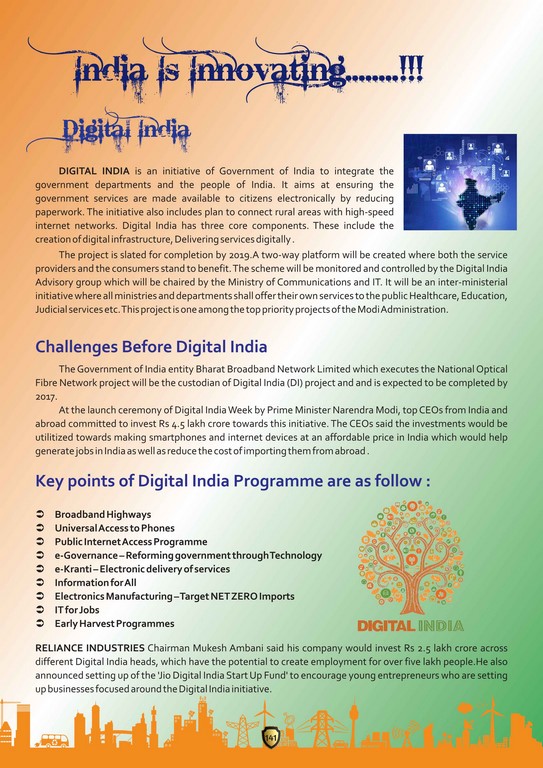 India Is Innovating........!!!
Digital India
DIGITAL INDIA is an initiative of Government of India to integrate the
government departments and the people of India. It aims at ensuring the
government services are made available to citizens electronically by reducing
paperwork. The initiative also includes plan to connect rural areas with high-speed
internet networks. Digital India has three core components. These include the
creation of digital infrastructure, Delivering services digitally .
The project is slated for completion by 2019.A two-way platform will be created where both the service
providers and the consumers stand to benefit. The scheme will be monitored and controlled by the Digital India
Advisory group which will be chaired by the Ministry of Communications and IT. It will be an inter-ministerial
initiative where all ministries and departments shall offer their own services to the public Healthcare, Education,
Judicial services etc. This project is one among the top priority projects of the Modi Administration.
Challenges Before Digital India
The Government of India entity Bharat Broadband Network Limited which executes the National Optical
Fibre Network project will be the custodian of Digital India (DI) project and and is expected to be completed by
2017.
At the launch ceremony of Digital India Week by Prime Minister Narendra Modi, top CEOs from India and
abroad committed to invest Rs 4.5 lakh crore towards this initiative. The CEOs said the investments would be
utilitized towards making smartphones and internet devices at an affordable price in India which would help
generate jobs in India as well as reduce the cost of importing them from abroad .
Key points of Digital India Programme are as follow :
➲ Broadband Highways
➲ Universal Access to Phones
➲ Public Internet Access Programme
➲ e-Governance – Reforming government through Technology
➲ e-Kranti – Electronic delivery of services
➲ Information for All
➲ Electronics Manufacturing – Target NET ZERO Imports
➲ IT for Jobs
➲ Early Harvest Programmes
DIGITAL INDIA
RELIANCE INDUSTRIES Chairman Mukesh Ambani said his company would invest Rs 2.5 lakh crore across
different Digital India heads, which have the potential to create employment for over five lakh people.He also
announced setting up of the 'Jio Digital India Start Up Fund' to encourage young entrepreneurs who are setting
up businesses focused around the Digital India initiative.
141